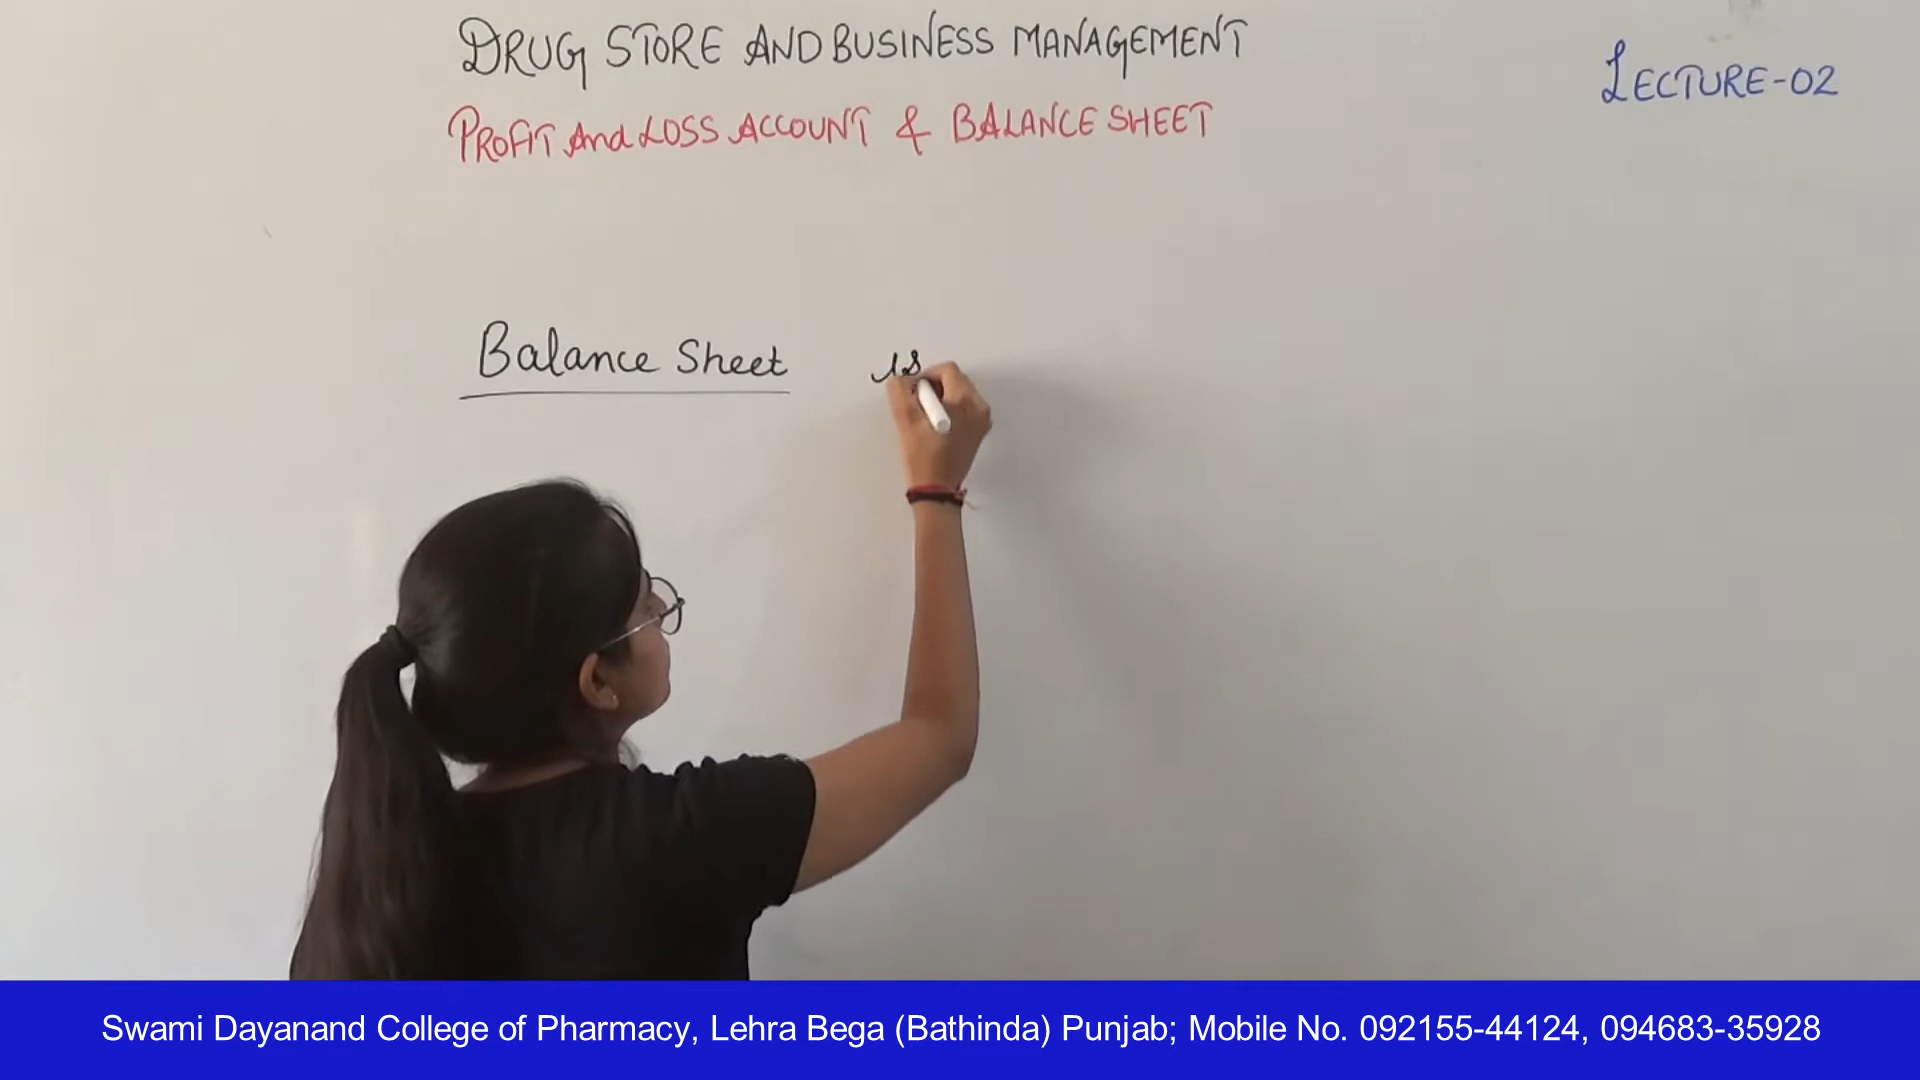 DRUG STORE AND BUSINESS MANAGEMENT
LECTURE-02
PROFIT And LOSS ACCOUNT & BALANCE SHEET
Balance Sheet is
Swami Dayanand College of Pharmacy, Lehra Bega (Bathinda) Punjab; Mobile No. 092155-44124, 094683-35928